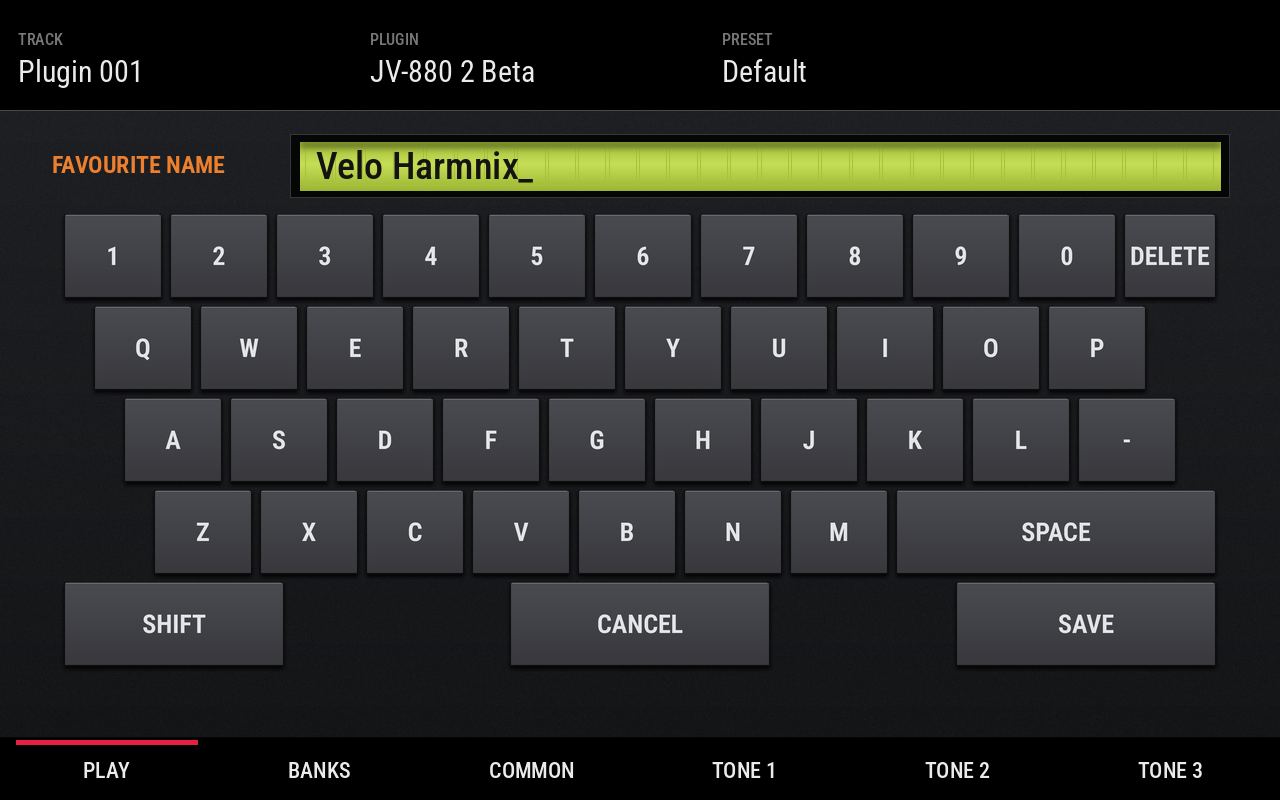 TRACK PLUGIN PRESET
Plugin 001 JV-880 2 Beta Default
FAVOURITE NAME Velo Harmnix_
1 2 3 4 5 6 7 8 9 0 DELETE
Q W E R T Y U I O P
A S D F G H J K L -
Z X C V B N M SPACE
SHIFT CANCEL SAVE
PLAY BANKS COMMON TONE 1 TONE 2 TONE 3